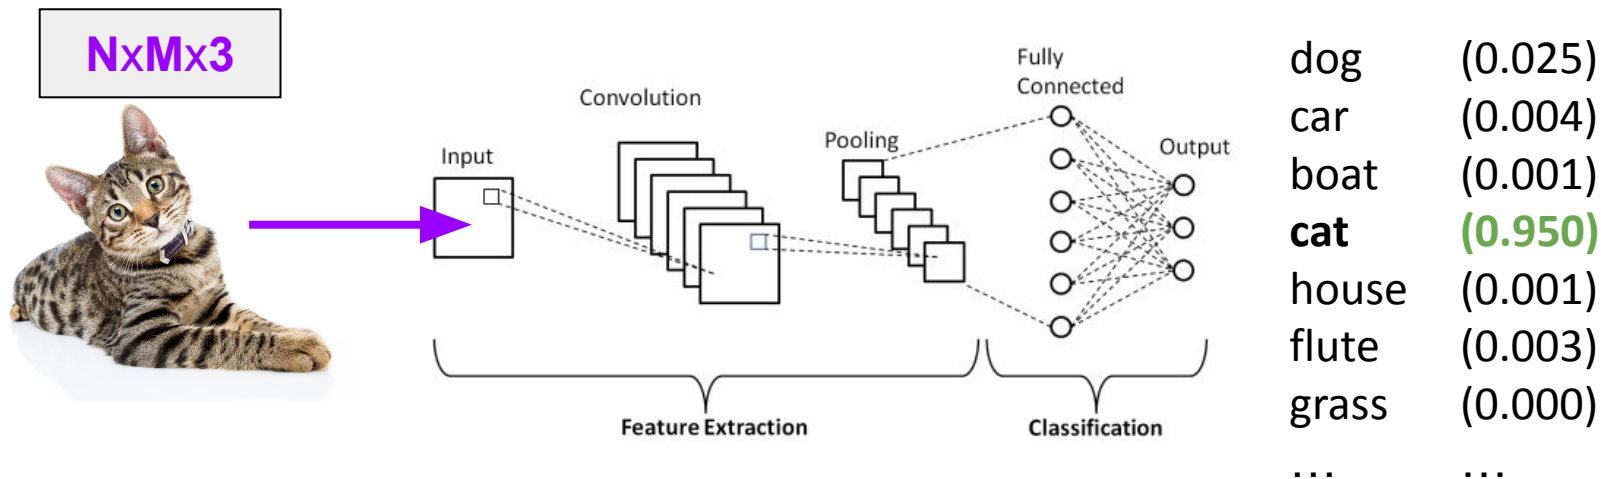 NxMx3
Input
Convolution
Pooling
Fully
Connected
Output
Feature Extraction
Classification
dog (0.025)
car (0.004)
boat (0.001)
cat (0.950)
house (0.001)
flute (0.003)
grass (0.000)
... ...